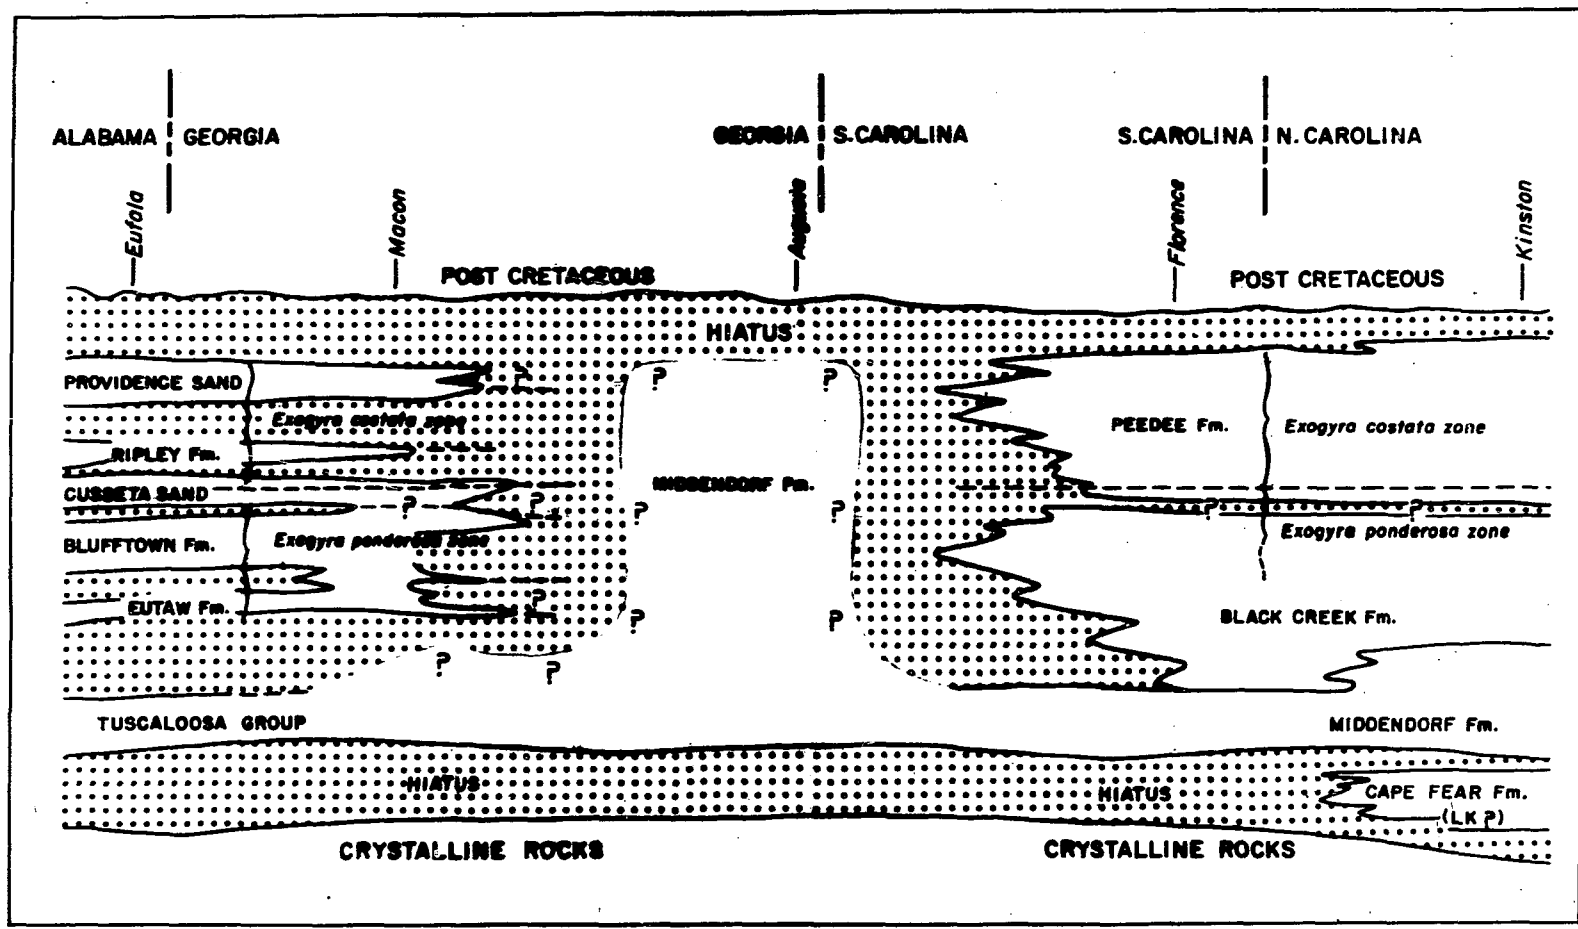 ALABAMA GEORGIA
GEORGIA S.CAROLINA
S.CAROLINA N. CAROLINA
Eufala
Macon
Augusta
Florence
Kinston
POST CRETACEOUS
POST CRETACEOUS
HIATUS
PROVIDENCE SAND
?
?
?
Exogyra costata zone
PEEDEE Fm.
Exogyra costata zone
RIPLEY Fm.
MIDDENDORF Fm.
CUSSETA SAND
?
?
?
?
?
?
BLUFFTOWN Fm.
Exogyra ponderosa zone
Exogyra ponderosa zone
EUTAW Fm.
?
?
?
BLACK CREEK Fm.
?
?
TUSCALOOSA GROUP
MIDDENDORF Fm.
HIATUS
HIATUS
CAPE FEAR Fm.
(LK ?)
CRYSTALLINE ROCKS
CRYSTALLINE ROCKS